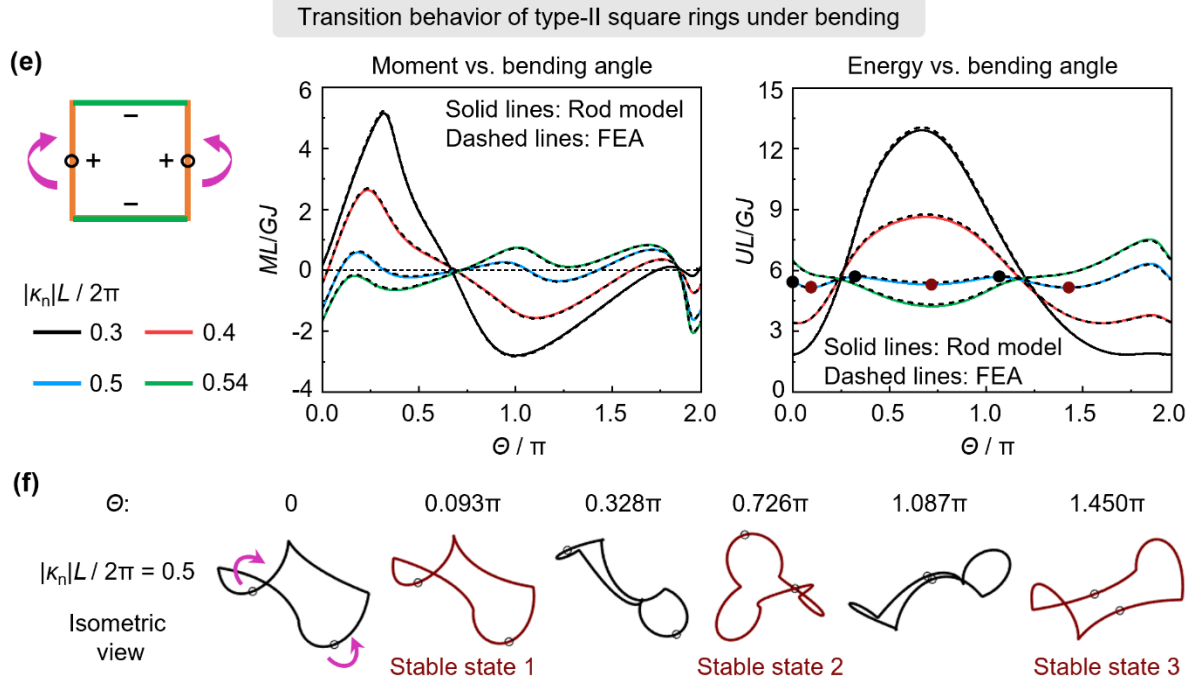 Transition behavior of type-II square rings under bending
(e)
−
+ +
−
|κn|L / 2π
0.3 0.4
0.5 0.54
Moment vs. bending angle
Solid lines: Rod model
Dashed lines: FEA
ML/GJ
6
4
2
0
-2
-4
0.0 0.5 1.0 1.5 2.0
Θ / π
Energy vs. bending angle
UL/GJ
15
12
9
6
3
0
Solid lines: Rod model
Dashed lines: FEA
0.0 0.5 1.0 1.5 2.0
Θ / π
(f)
Θ: 0 0.093π 0.328π 0.726π 1.087π 1.450π
|κn|L / 2π = 0.5
Isometric
view
Stable state 1 Stable state 2 Stable state 3